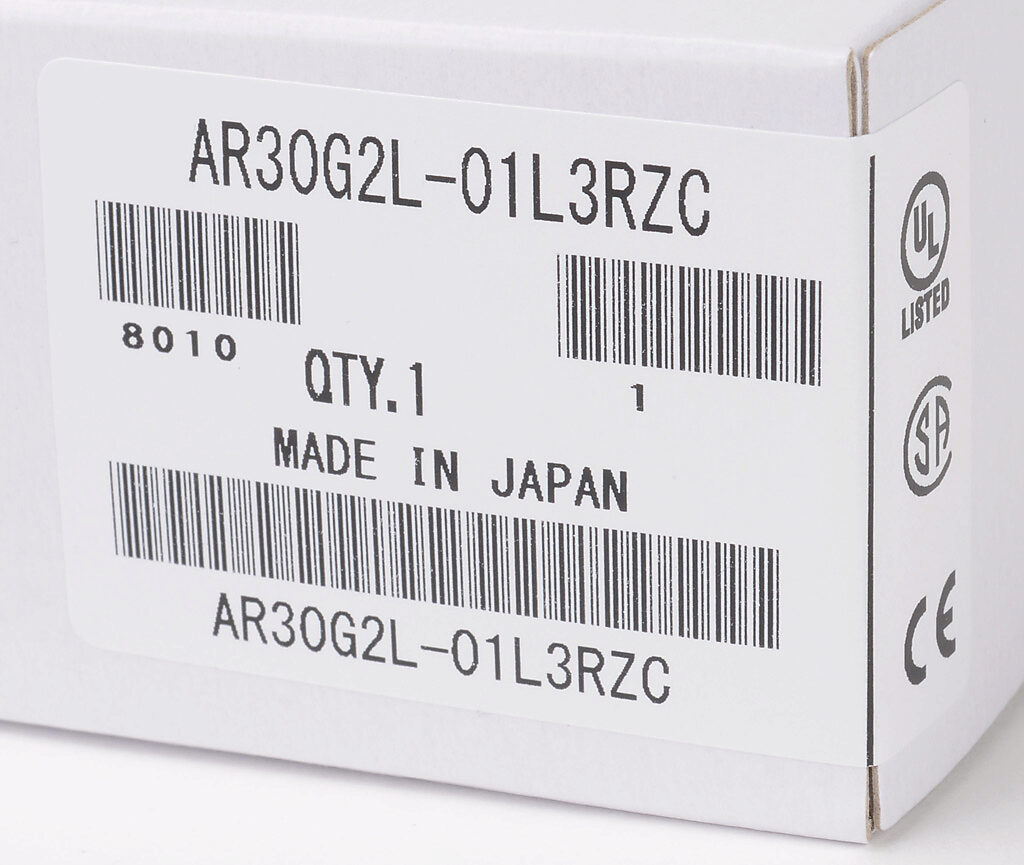 AR30G2L-01L3RZC
8010
1
QTY.1
MADE IN JAPAN
AR30G2L-01L3RZC
UL
LISTED
SA
CE